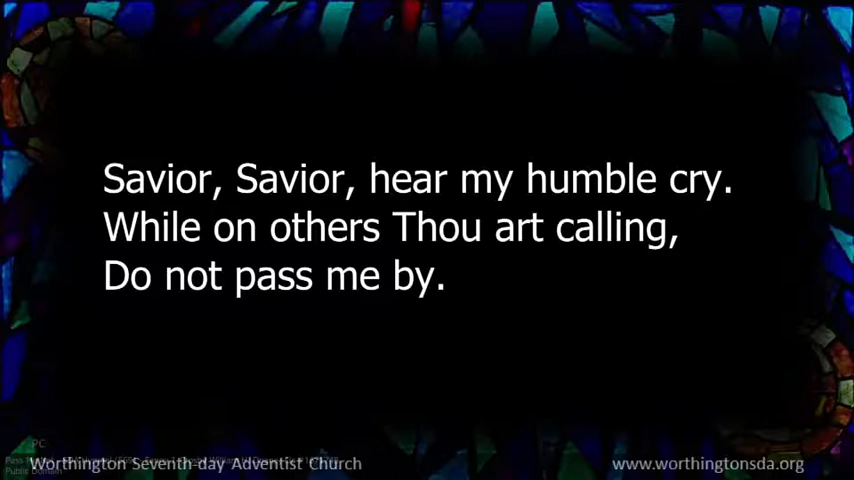 Savior, Savior, hear my humble cry.
While on others Thou art calling,
Do not pass me by.
PC
Public Domain
Worthington Seventh-day Adventist Church
www.worthingtonsda.org